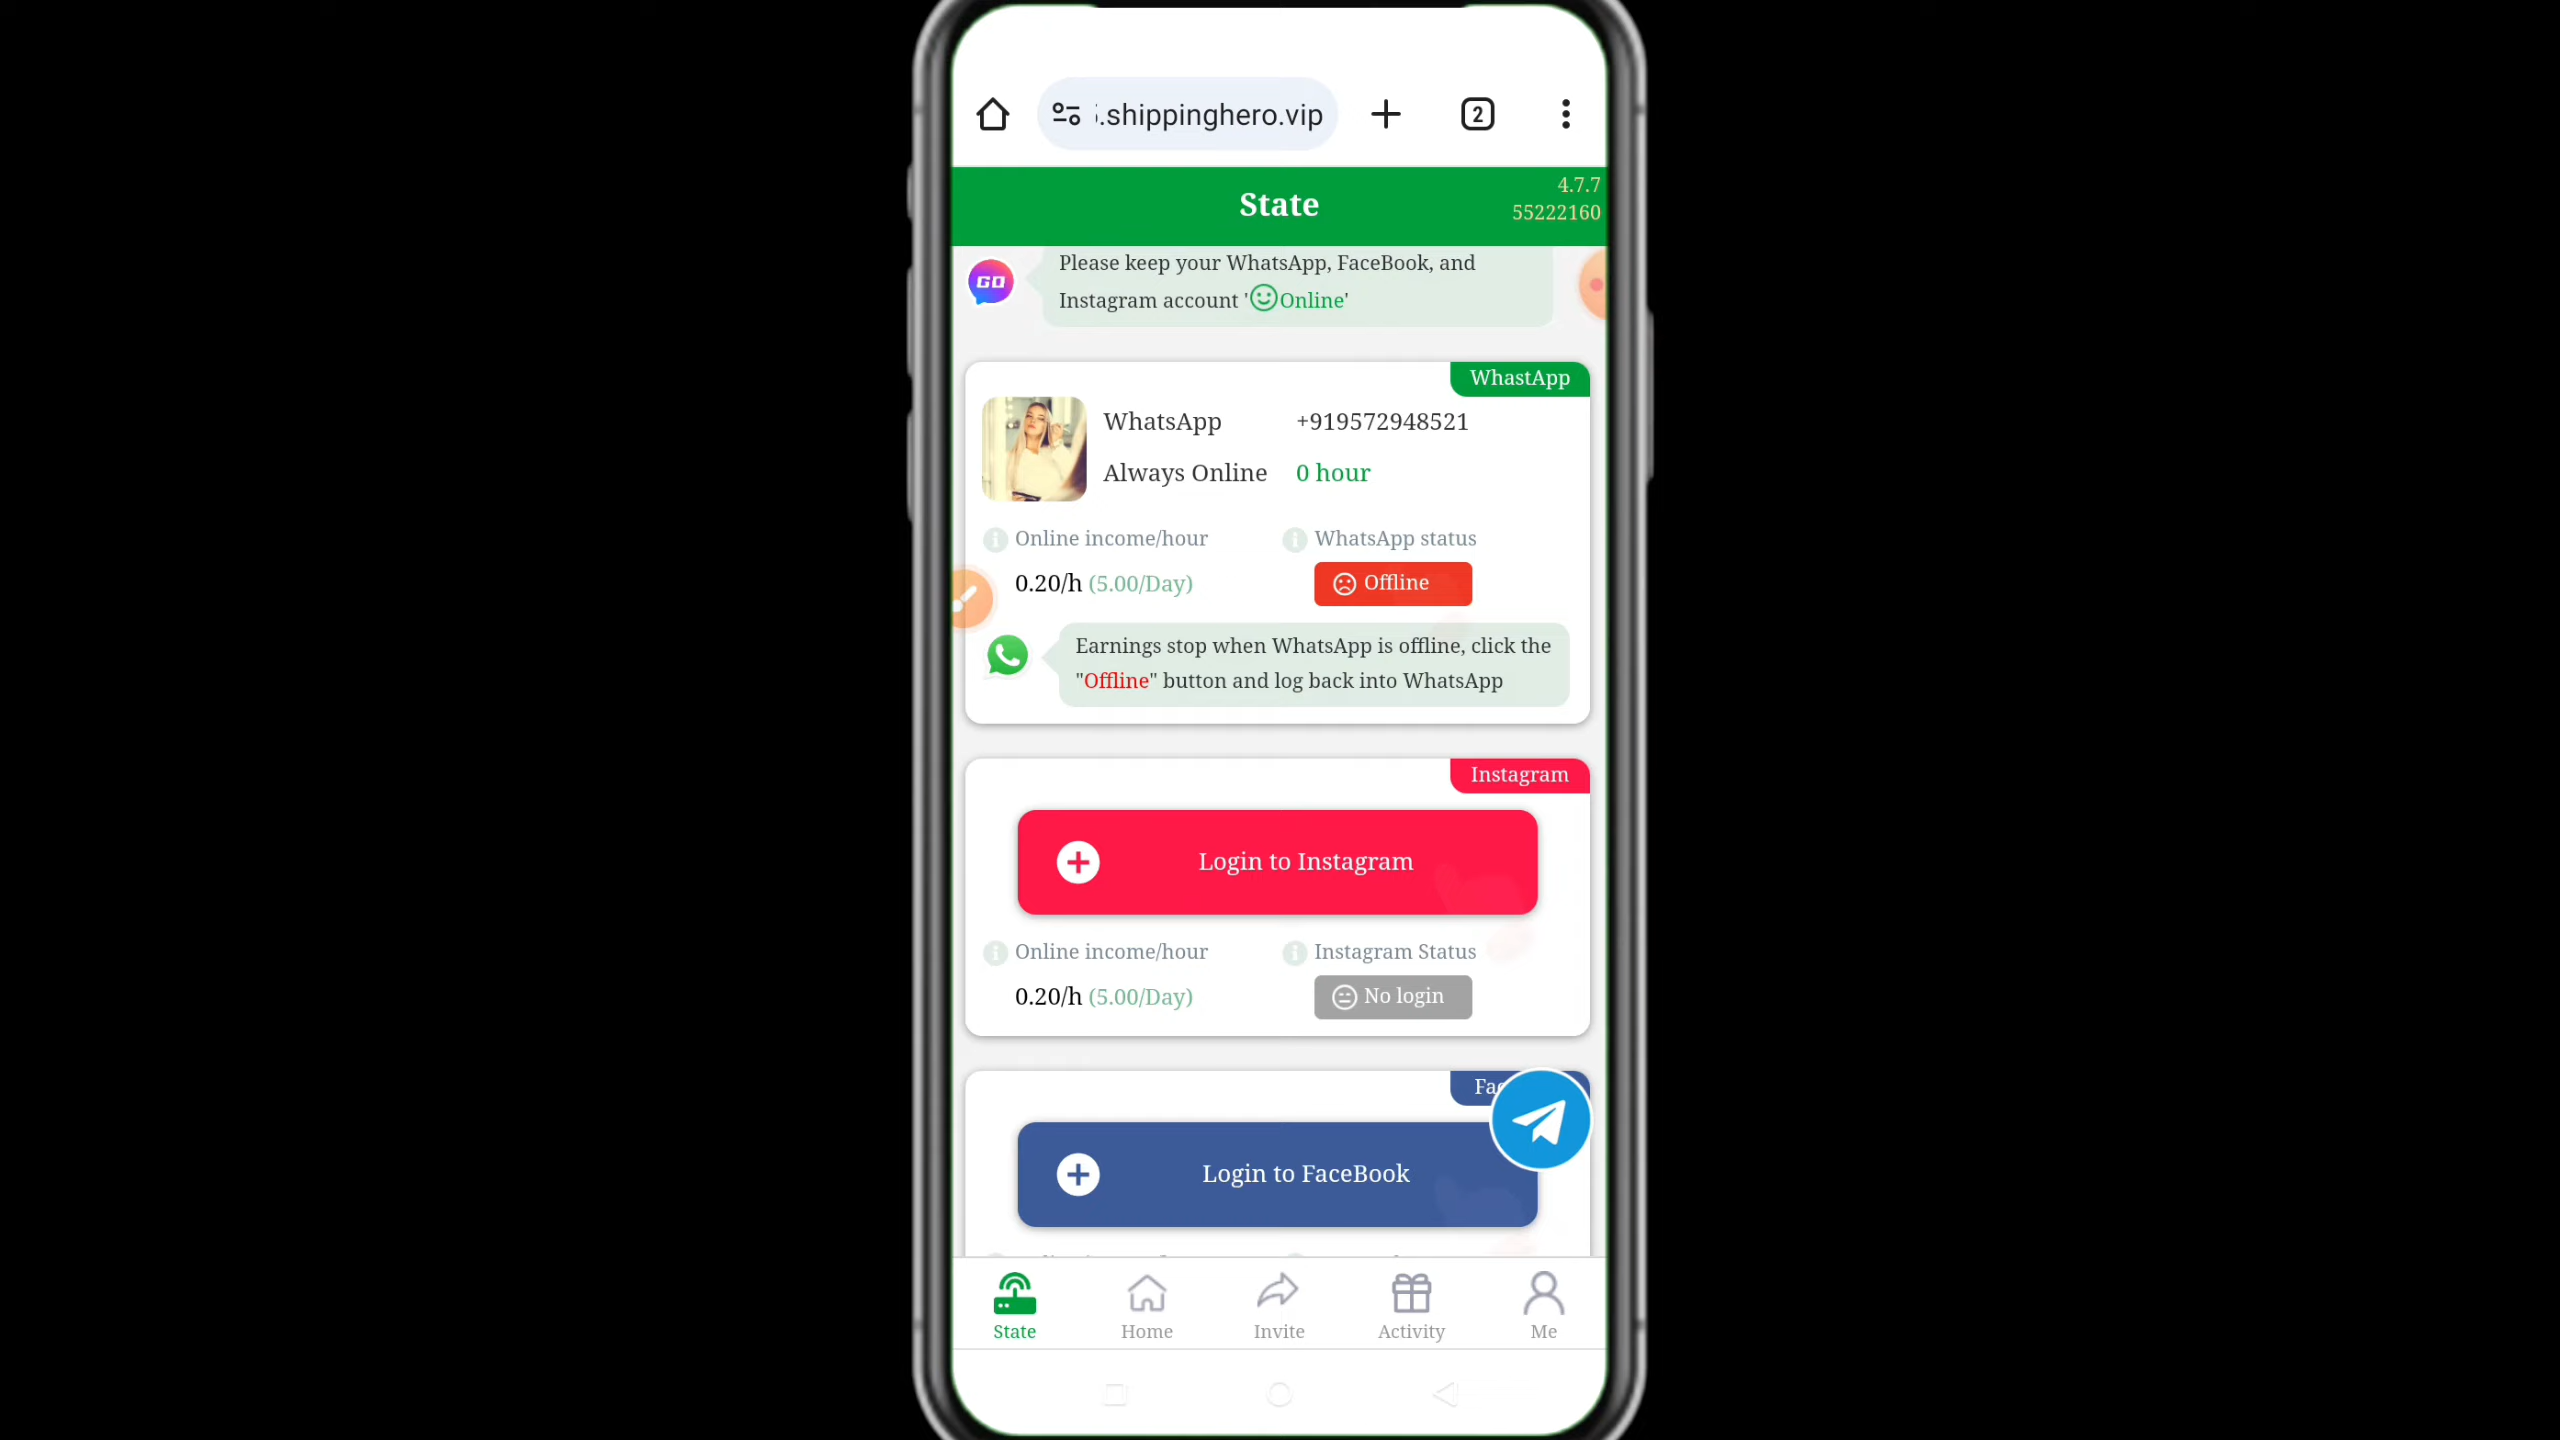 .shippinghero.vip
2
State
4.7.7
55222160
GO
Please keep your WhatsApp, FaceBook, and
Instagram account 'Online'
WhastApp
WhatsApp +919572948521
Always Online 0 hour
Online income/hour WhatsApp status
0.20/h (5.00/Day) Offline
Earnings stop when WhatsApp is offline, click the
"Offline" button and log back into WhatsApp
Instagram
Login to Instagram
Online income/hour Instagram Status
0.20/h (5.00/Day) No login
Login to FaceBook
State Home Invite Activity Me